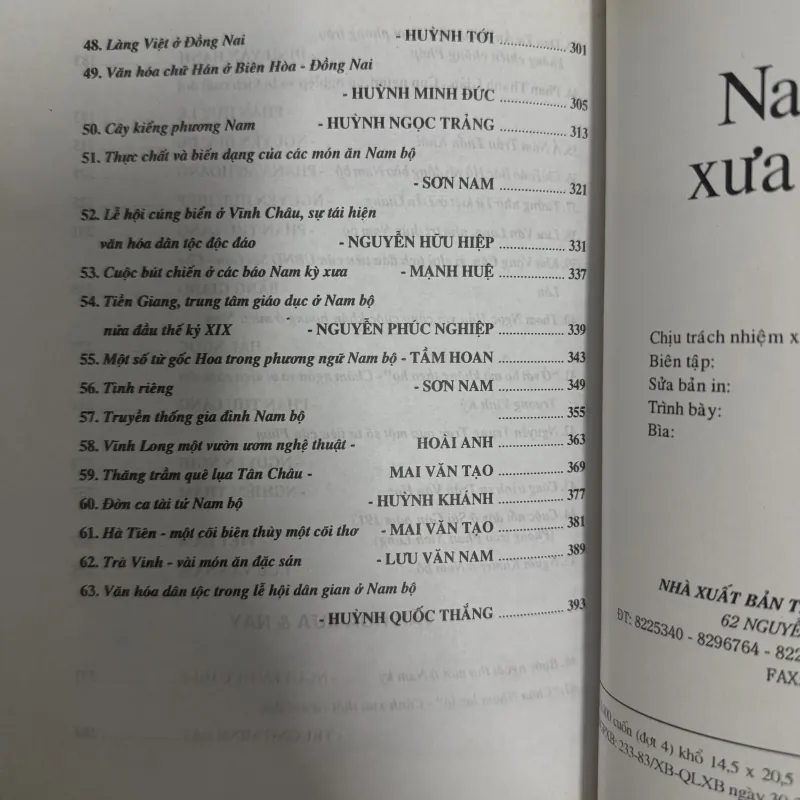 48. Làng Việt ở Đồng Nai - HUỲNH TỚI ................ 301
49. Văn hóa chữ Hán ở Biên Hòa - Đồng Nai
- HUỲNH MINH ĐỨC ................ 305
50. Cây kiểng phương Nam - HUỲNH NGỌC TRẢNG ................ 313
51. Thực chất và biến dạng của các món ăn Nam bộ
- SƠN NAM ................ 321
52. Lễ hội cúng biển ở Vĩnh Châu, sự tái hiện
văn hóa dân tộc độc đáo - NGUYỄN HỮU HIỆP ................ 331
53. Cuộc bút chiến ở các báo Nam kỳ xưa - MẠNH HUỆ ................ 337
54. Tiền Giang, trung tâm giáo dục ở Nam bộ
nửa đầu thế kỷ XIX - NGUYỄN PHÚC NGHIỆP ................ 339
55. Một số từ gốc Hoa trong phương ngữ Nam bộ - TẦM HOAN ................ 343
56. Tình riêng - SƠN NAM ................ 349
57. Truyền thống gia đình Nam bộ ................ 355
58. Vĩnh Long một vườn ươm nghệ thuật - HOÀI ANH ................ 363
59. Thăng trầm quê lụa Tân Châu - MAI VĂN TẠO ................ 369
60. Đờn ca tài tử Nam bộ - HUỲNH KHÁNH ................ 377
61. Hà Tiên - một cõi biên thùy một cõi thơ - MAI VĂN TẠO ................ 381
62. Trà Vinh - vài món ăn đặc sản - LƯU VĂN NAM ................ 389
63. Văn hóa dân tộc trong lễ hội dân gian ở Nam bộ
- HUỲNH QUỐC THẮNG ................ 393
Na
xưa
Chịu trách nhiệm x
Biên tập:
Sửa bản in:
Trình bày:
Bìa:
NHÀ XUẤT BẢN T
62 NGUYỄ
ĐT: 8225340 - 8296764 - 822
FAX:
cuốn (đợt 4) khổ 14,5 x 20,5
233-83/XB-QLXB ngày